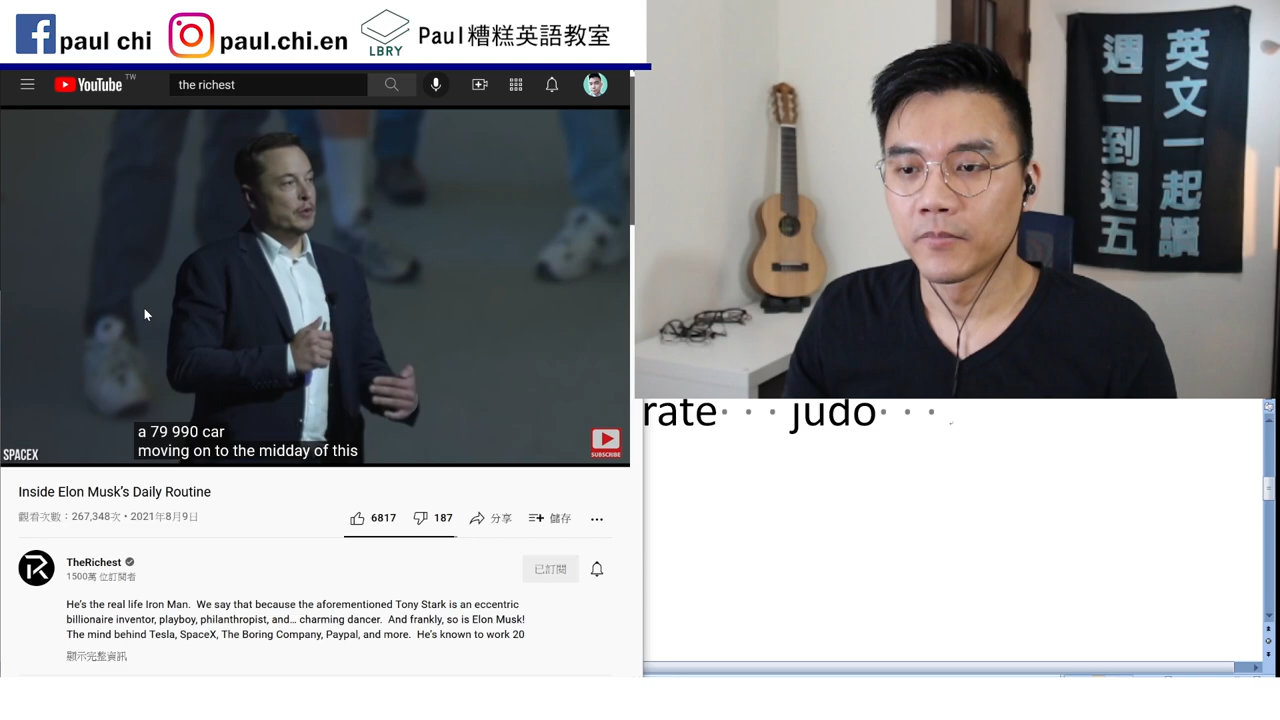 paul chi
paul.chi.en
LBRY
Paul糟糕英語教室
YouTube TW
the richest
a 79 990 car
moving on to the midday of this
SPACEX
SUBSCRIBE
Inside Elon Musk's Daily Routine
觀看次數：267,348次 • 2021年8月9日
6817
187
分享
儲存
TheRichest
1500萬 位訂閱者
已訂閱
He's the real life Iron Man. We say that because the aforementioned Tony Stark is an eccentric
billionaire inventor, playboy, philanthropist, and... charming dancer. And frankly, so is Elon Musk!
The mind behind Tesla, SpaceX, The Boring Company, Paypal, and more. He's known to work 20
顯示完整資訊
英文一起讀
週一到週五
rate··· judo···